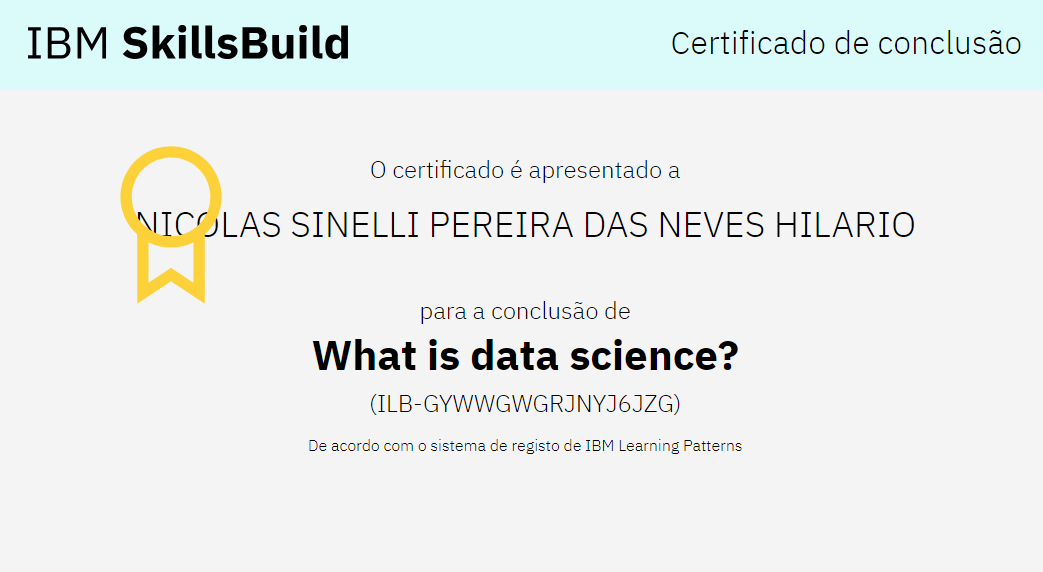 IBM SkillsBuild
Certificado de conclusão
O certificado é apresentado a
NICOLAS SINELLI PEREIRA DAS NEVES HILARIO
para a conclusão de
What is data science?
(ILB-GYWWGWGRJNYJ6JZG)
De acordo com o sistema de registo de IBM Learning Patterns